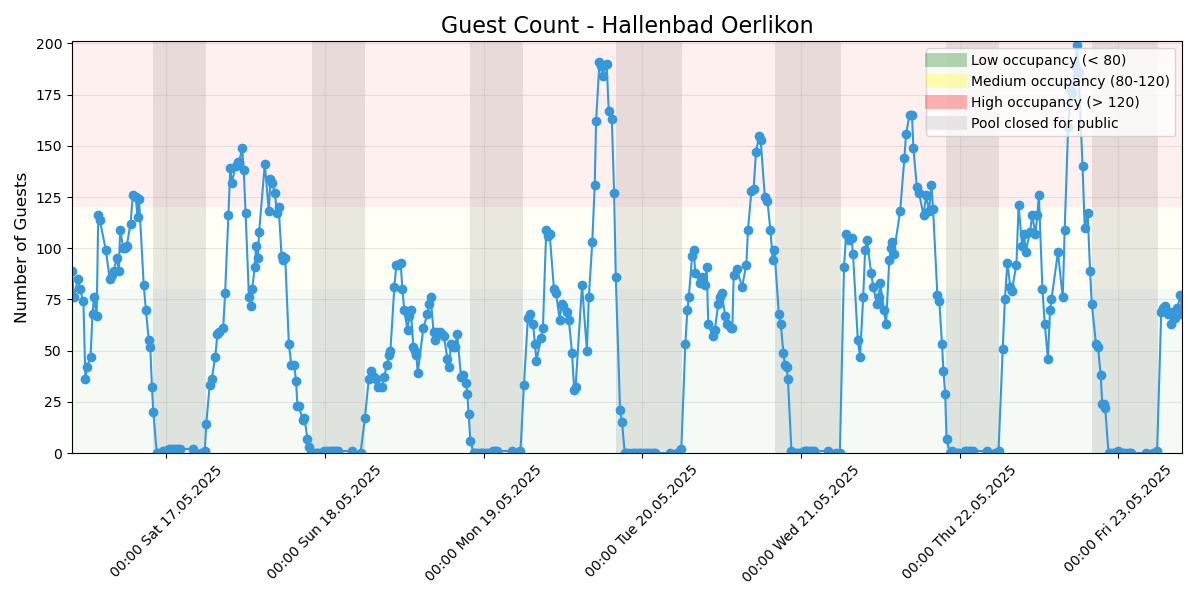 Guest Count - Hallenbad Oerlikon
Number of Guests
200
175
150
125
100
75
50
25
0
Low occupancy (< 80)
Medium occupancy (80-120)
High occupancy (> 120)
Pool closed for public
00:00 Sat 17.05.2025
00:00 Sun 18.05.2025
00:00 Mon 19.05.2025
00:00 Tue 20.05.2025
00:00 Wed 21.05.2025
00:00 Thu 22.05.2025
00:00 Fri 23.05.2025